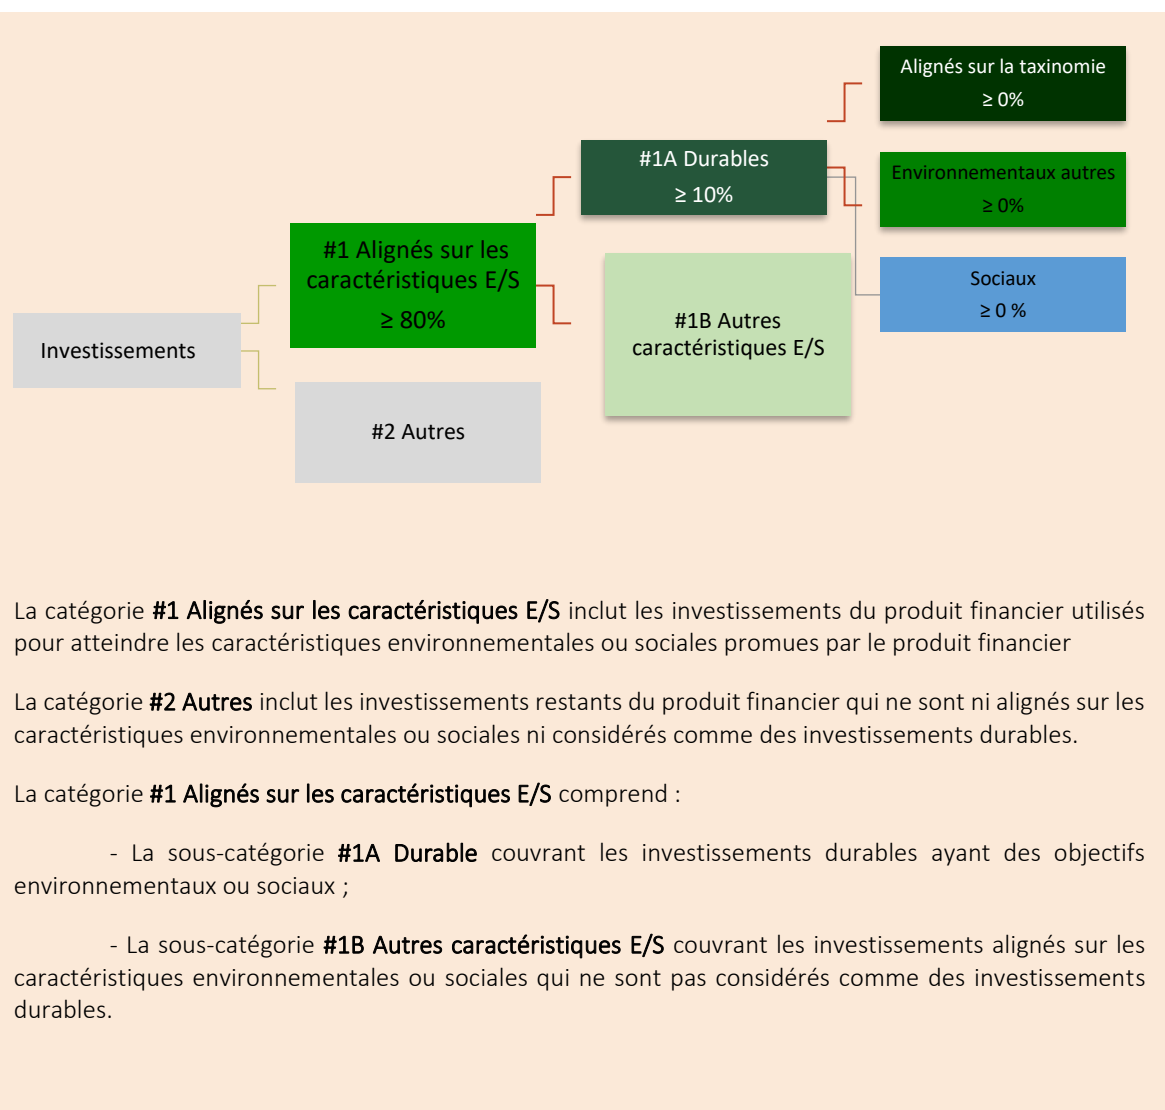 Alignés sur la taxinomie
≥ 0%
#1A Durables
≥ 10%
Environnementaux autres
≥ 0%
#1 Alignés sur les
caractéristiques E/S
≥ 80%
Sociaux
≥ 0 %
#1B Autres
caractéristiques E/S
Investissements
#2 Autres
La catégorie #1 Alignés sur les caractéristiques E/S inclut les investissements du produit financier utilisés
pour atteindre les caractéristiques environnementales ou sociales promues par le produit financier
La catégorie #2 Autres inclut les investissements restants du produit financier qui ne sont ni alignés sur les
caractéristiques environnementales ou sociales ni considérés comme des investissements durables.
La catégorie #1 Alignés sur les caractéristiques E/S comprend :
- La sous-catégorie #1A Durable couvrant les investissements durables ayant des objectifs
environnementaux ou sociaux ;
- La sous-catégorie #1B Autres caractéristiques E/S couvrant les investissements alignés sur les
caractéristiques environnementales ou sociales qui ne sont pas considérés comme des investissements
durables.